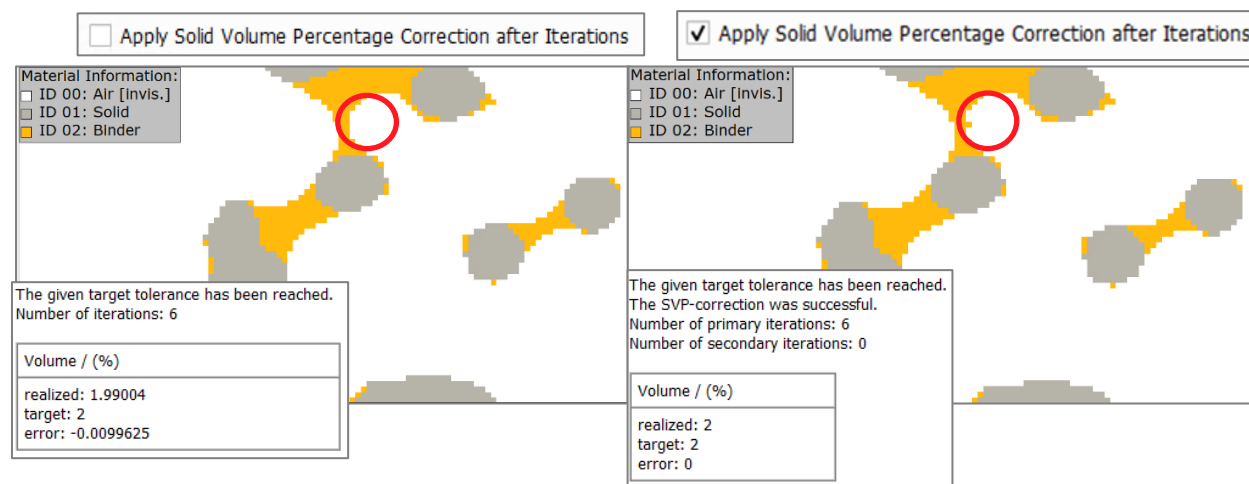 Apply Solid Volume Percentage Correction after Iterations
Material Information:
ID 00: Air [invis.]
ID 01: Solid
ID 02: Binder
The given target tolerance has been reached.
Number of iterations: 6
Volume / (%)
realized: 1.99004
target: 2
error: -0.0099625
Apply Solid Volume Percentage Correction after Iterations
Material Information:
ID 00: Air [invis.]
ID 01: Solid
ID 02: Binder
The given target tolerance has been reached.
The SVP-correction was successful.
Number of primary iterations: 6
Number of secondary iterations: 0
Volume / (%)
realized: 2
target: 2
error: 0